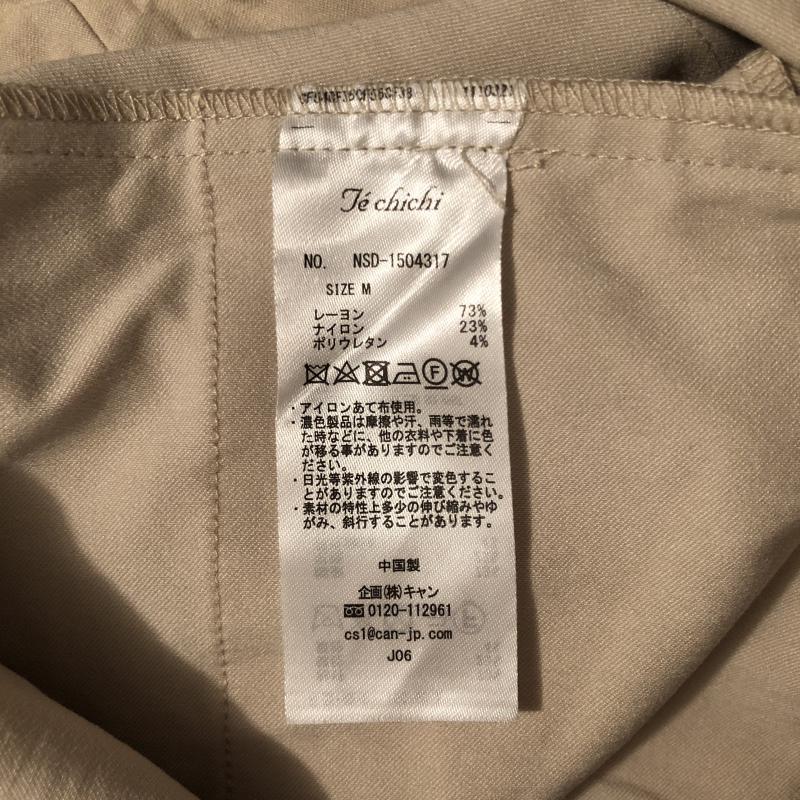 Té chichi
NO. NSD-1504317
SIZE M
レーヨン 73%
ナイロン 23%
ポリウレタン 4%
F W
・アイロンあて布使用。
・濃色製品は摩擦や汗、雨等で濡れ
た時などに、他の衣料や下着に色
が移る事がありますのでご注意く
ださい。
・日光等紫外線の影響で変色するこ
とがありますのでご注意ください。
・素材の特性上多少の伸び縮みやゆ
がみ、斜行することがあります。
中国製
企画(株)キャン
0120-112961
cs1@can-jp.com
J06